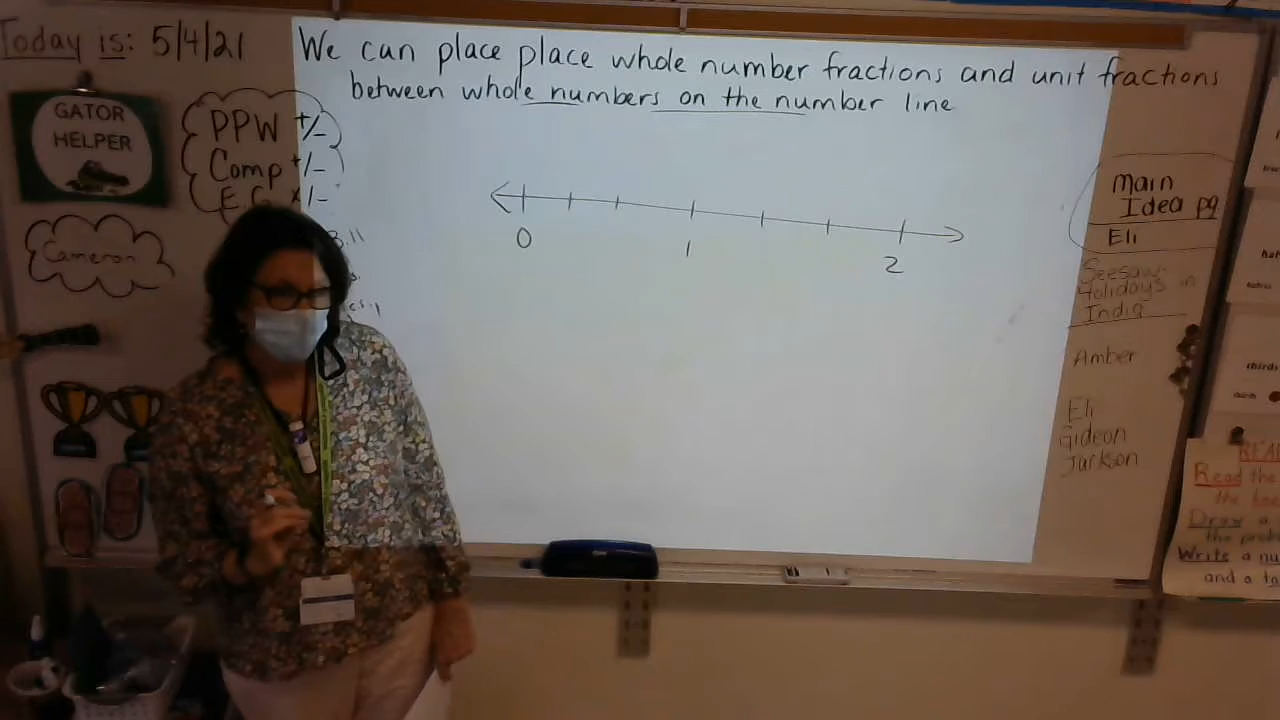 Today is: 5/4/21
We can place place whole number fractions and unit fractions
between whole numbers on the number line
GATOR
HELPER
PPW +/-
Comp +/-
Cameron
0
1
2
Main
Idea pg
Eli
Seesaw-
Holidays in
India
Amber
Eli
Gideon
Jackson
Read the
Draw a
Write a
and a